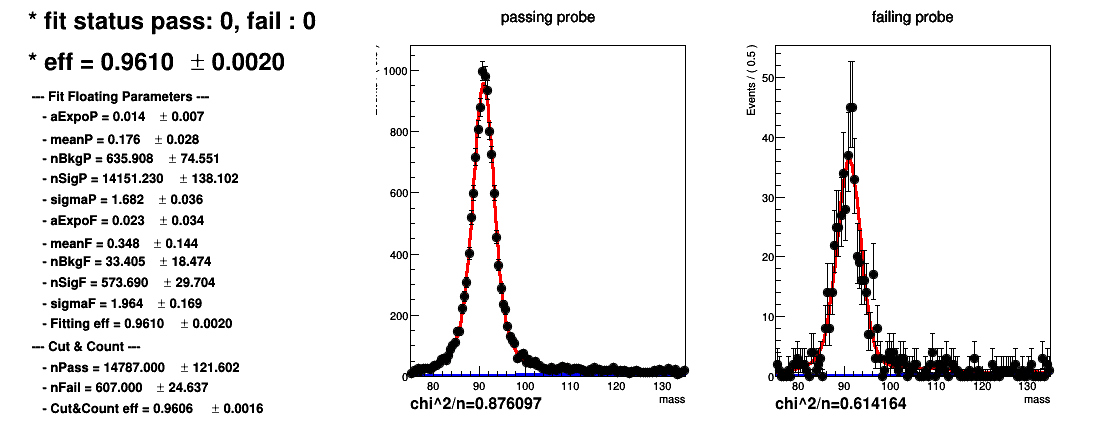 * fit status pass: 0, fail : 0
* eff = 0.9610 ± 0.0020
--- Fit Floating Parameters ---
- aExpoP = 0.014 ± 0.007
- meanP = 0.176 ± 0.028
- nBkgP = 635.908 ± 74.551
- nSigP = 14151.230 ± 138.102
- sigmaP = 1.682 ± 0.036
- aExpoF = 0.023 ± 0.034
- meanF = 0.348 ± 0.144
- nBkgF = 33.405 ± 18.474
- nSigF = 573.690 ± 29.704
- sigmaF = 1.964 ± 0.169
- Fitting eff = 0.9610 ± 0.0020
--- Cut & Count ---
- nPass = 14787.000 ± 121.602
- nFail = 607.000 ± 24.637
- Cut&Count eff = 0.9606 ± 0.0016
passing probe
1000
800
600
400
200
0
80 90 100 110 120 130
mass
chi^2/n=0.876097
failing probe
Events / ( 0.5 )
50
40
30
20
10
0
80 90 100 110 120 130
mass
chi^2/n=0.614164